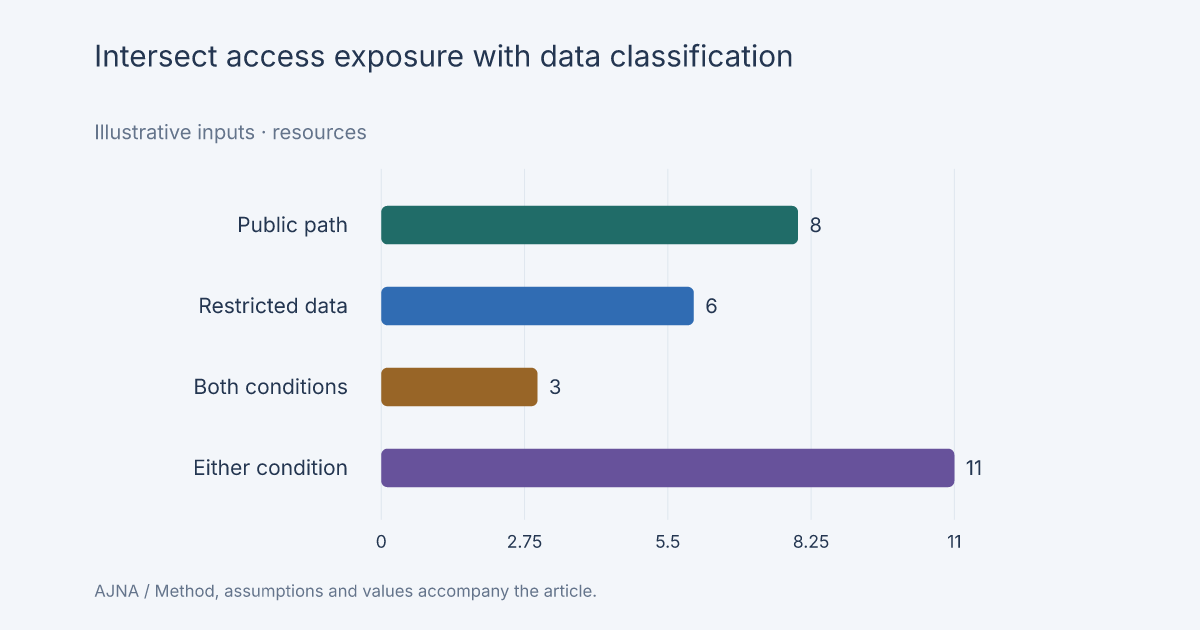 Intersect access exposure with data classification
Illustrative inputs · resources
Public path 8
Restricted data 6
Both conditions 3
Either condition 11
0 2.75 5.5 8.25 11
AJNA / Method, assumptions and values accompany the article.